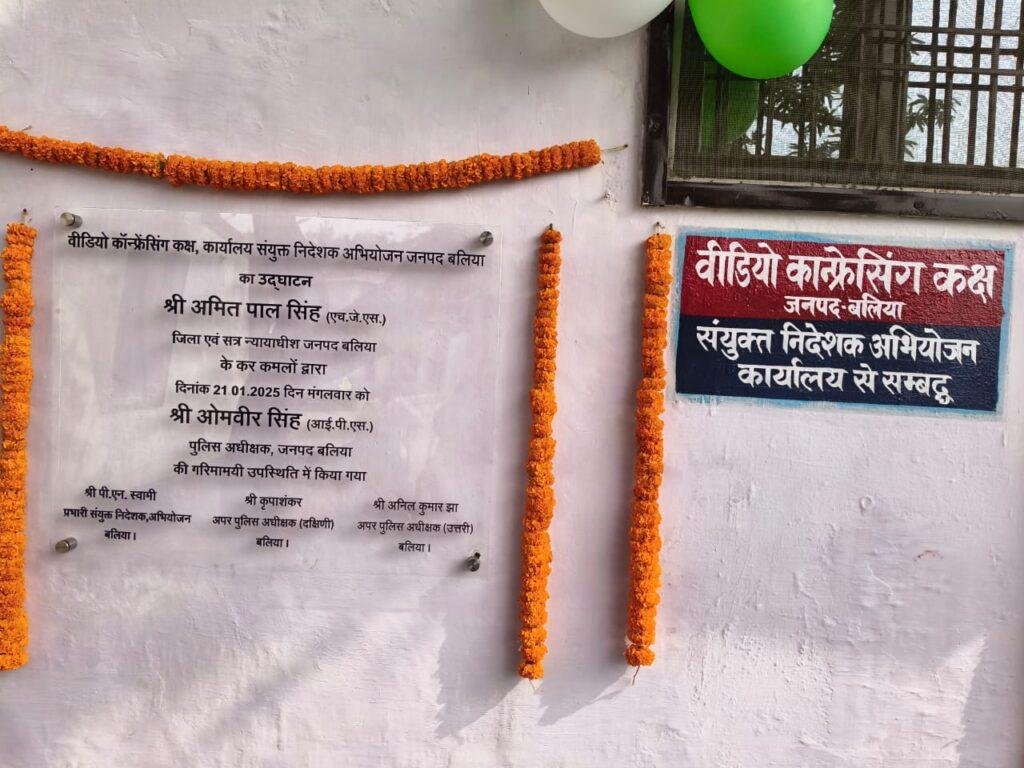 वीडियो कॉन्फ्रेंसिंग कक्ष, कार्यालय संयुक्त निदेशक अभियोजन जनपद बलिया
का उद्घाटन
श्री अमित पाल सिंह (एच.जे.एस.)
जिला एवं सत्र न्यायाधीश जनपद बलिया
के कर कमलों द्वारा
दिनांक 21 01.2025 दिन मंगलवार को
श्री ओमवीर सिंह (आई.पी.एस.)
पुलिस अधीक्षक, जनपद बलिया
की गरिमामयी उपस्थिति में किया गया
श्री पी.एन. स्वामी
प्रभारी संयुक्त निदेशक,अभियोजन
बलिया।
श्री कृपाशंकर
अपर पुलिस अधीक्षक (दक्षिणी)
बलिया।
श्री अनिल कुमार झा
अपर पुलिस अधीक्षक (उत्तरी)
बलिया।
वीडियो कान्फ्रेसिंग कक्ष
जनपद-बलिया
संयुक्त निदेशक अभियोजन
कार्यालय से सम्बद्ध